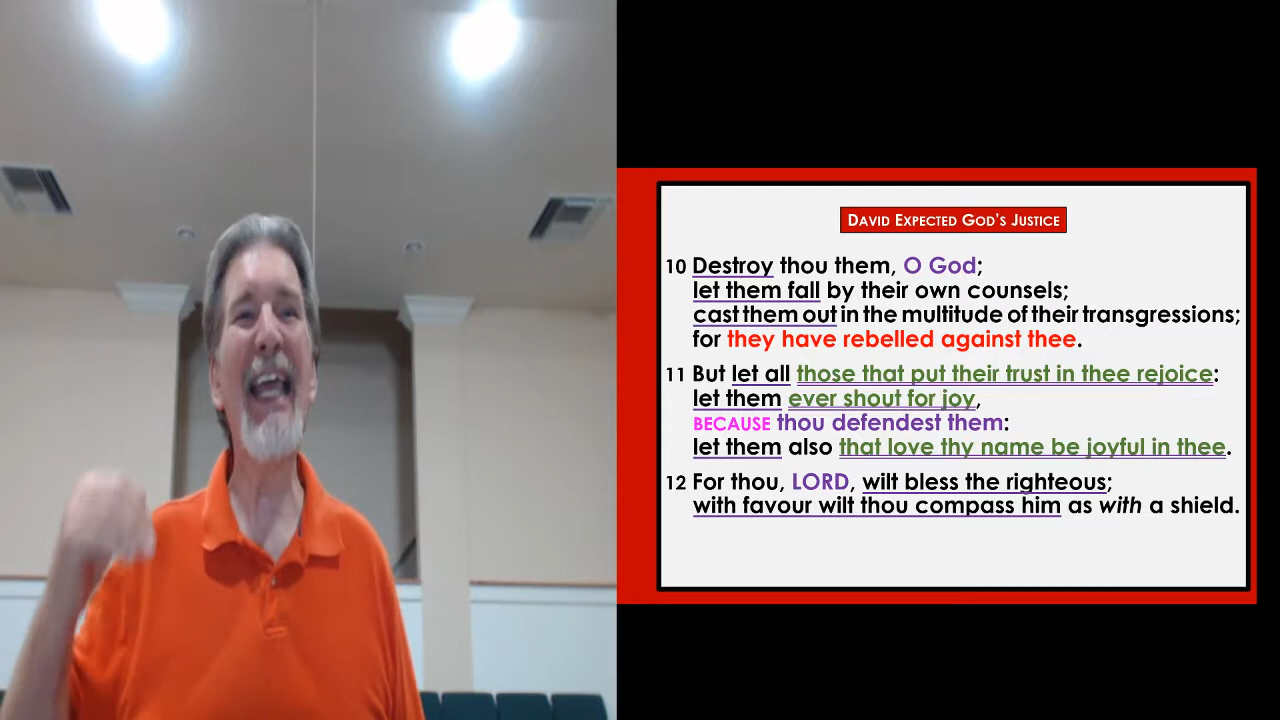 David Expected God's Justice
10 Destroy thou them, O God;
let them fall by their own counsels;
cast them out in the multitude of their transgressions;
for they have rebelled against thee.
11 But let all those that put their trust in thee rejoice:
let them ever shout for joy,
BECAUSE thou defendest them:
let them also that love thy name be joyful in thee.
12 For thou, LORD, wilt bless the righteous;
with favour wilt thou compass him as with a shield.